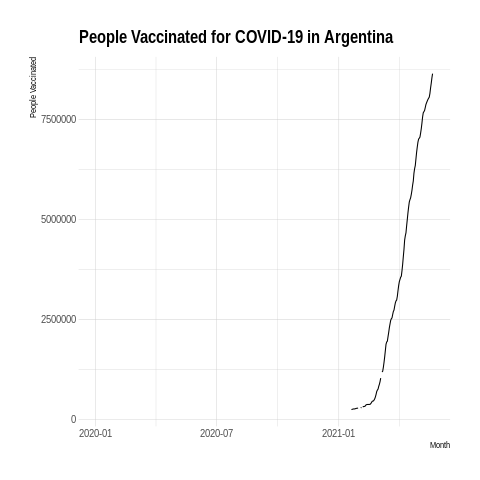 People Vaccinated for COVID-19 in Argentina
People Vaccinated
7500000
5000000
2500000
0
2020-01
2020-07
2021-01
Month